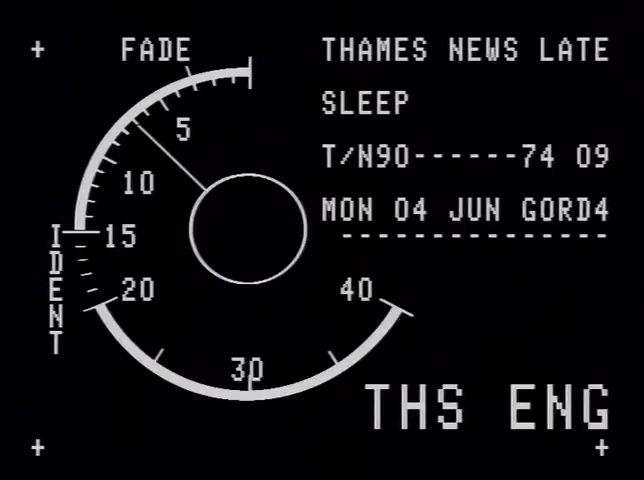 FADE
THAMES NEWS LATE
SLEEP
T/N90------74 09
MON 04 JUN GORD4
---------------
5
10
15
20
30
40
IDENT
THS ENG